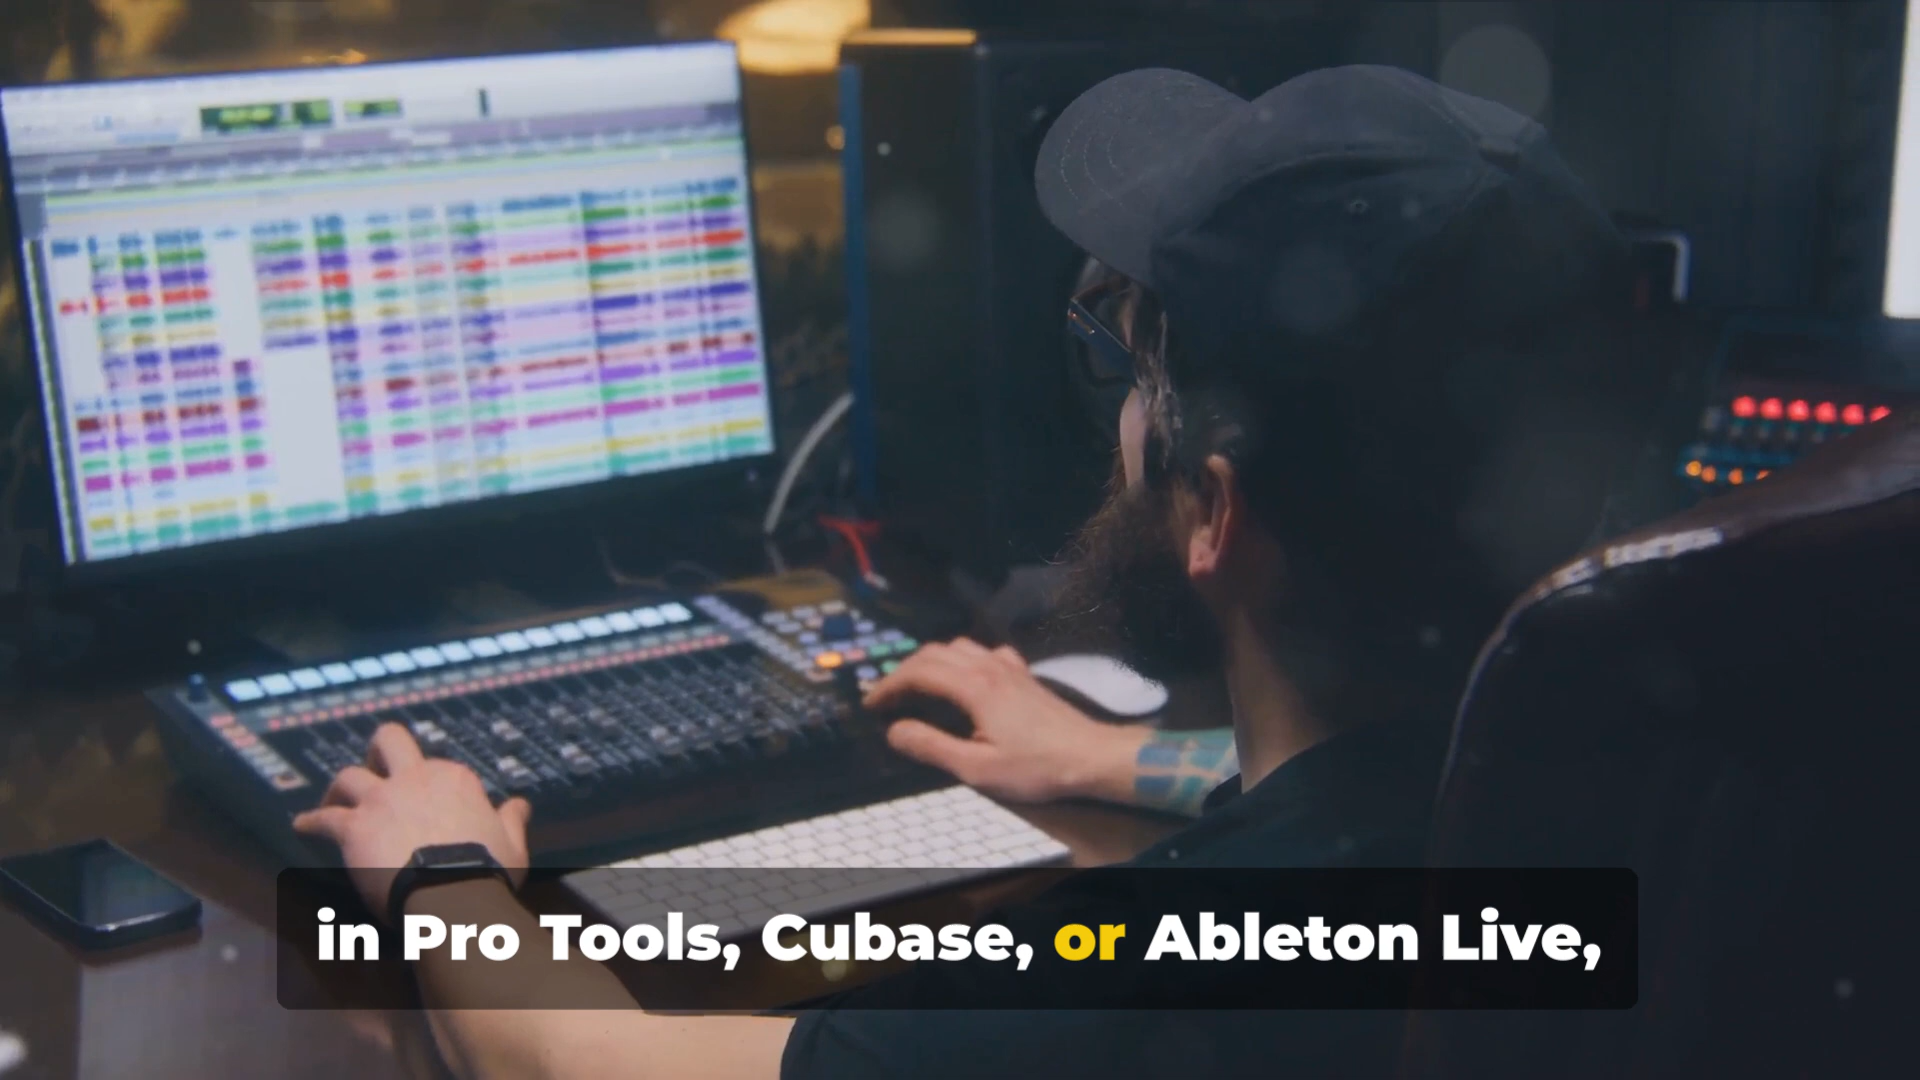 in Pro Tools, Cubase, or Ableton Live,